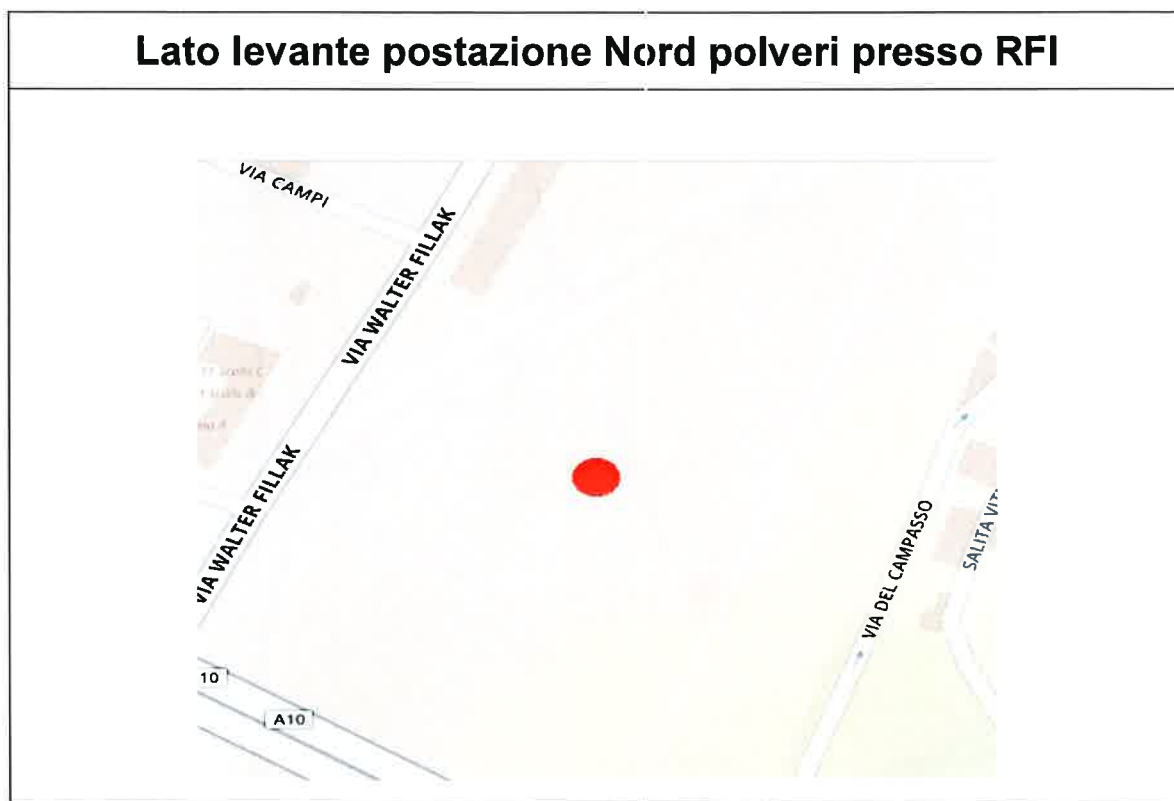 Lato levante postazione Nord polveri presso RFI
VIA CAMPI
VIA WALTER FILLAK
VIA WALTER FILLAK
VIA DEL CAMPASSO
SALITA
10
A10